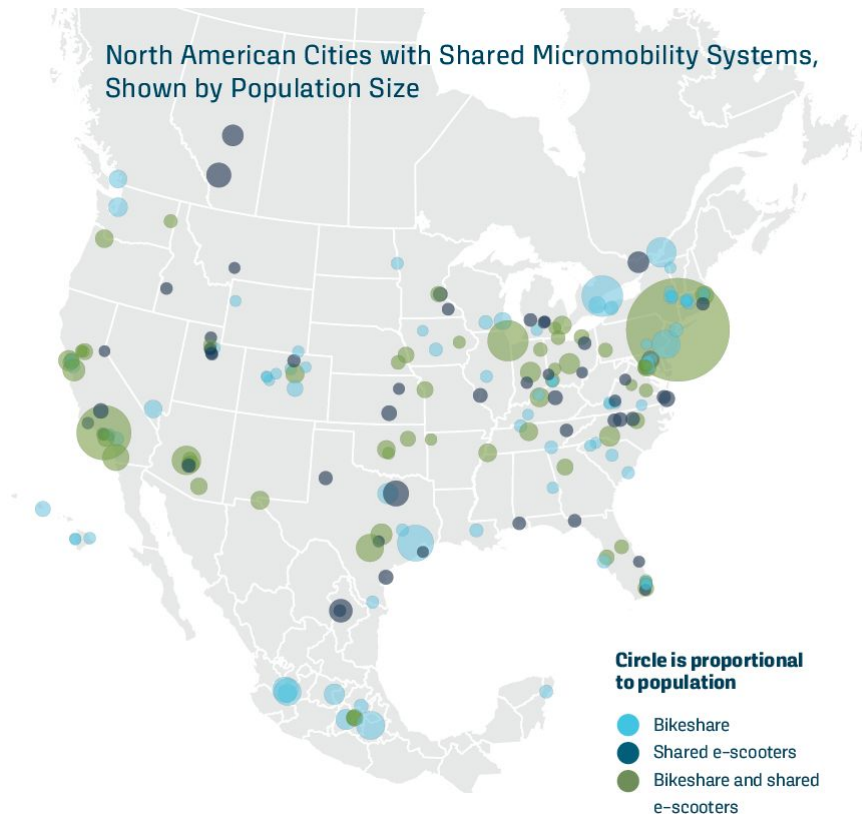 North American Cities with Shared Micromobility Systems,
Shown by Population Size
Circle is proportional
to population
Bikeshare
Shared e-scooters
Bikeshare and shared
e-scooters